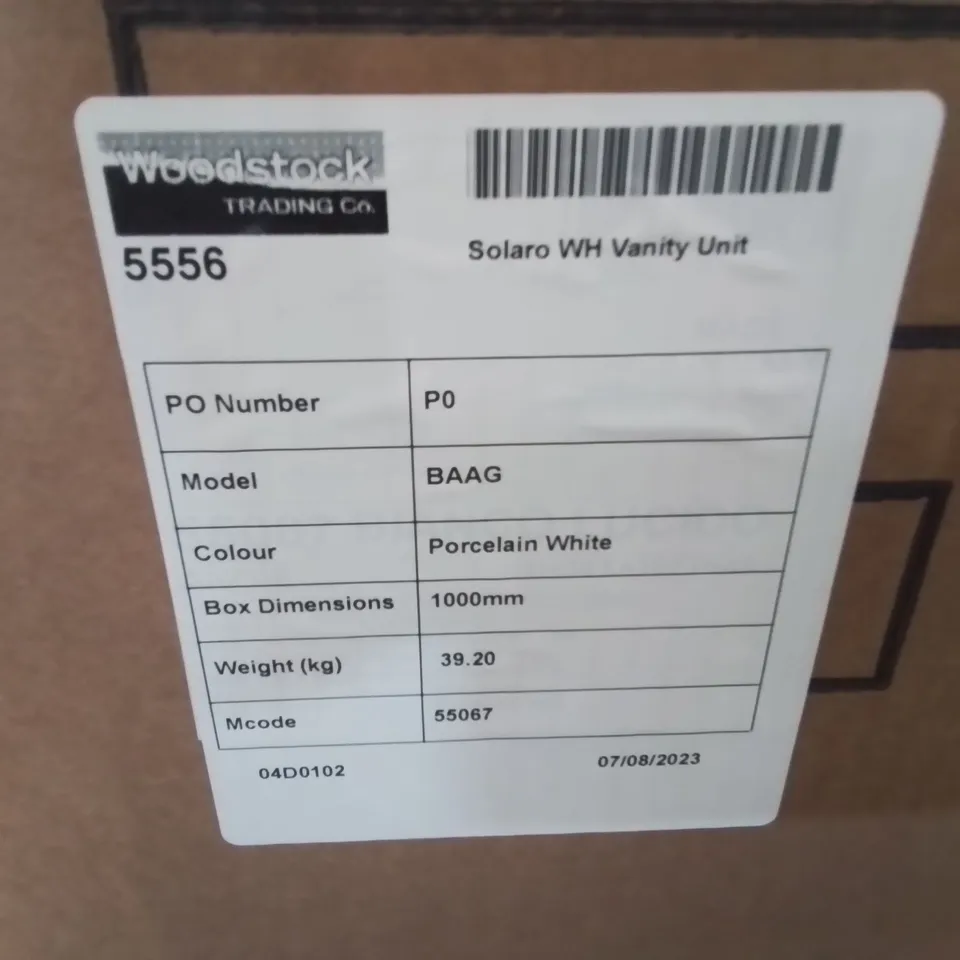 Woodstock
TRADING Co.
5556
Solaro WH Vanity Unit
PO Number P0
Model BAAG
Colour Porcelain White
Box Dimensions 1000mm
Weight (kg) 39.20
Mcode 55067
04D0102 07/08/2023